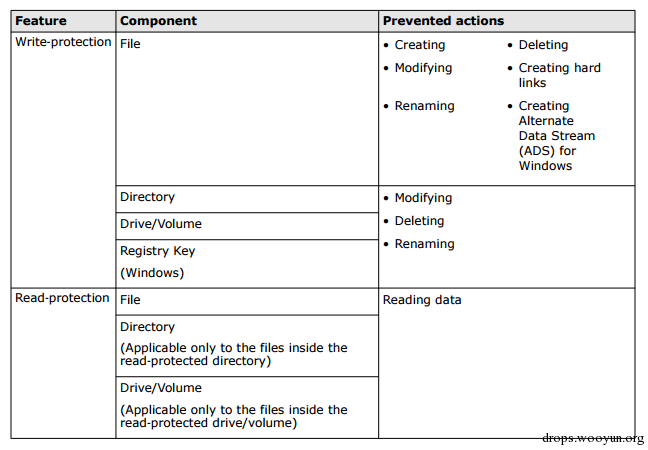 Feature Component Prevented actions
Write-protection File
• Creating • Deleting
• Modifying • Creating hard
links
• Renaming • Creating
Alternate
Data Stream
(ADS) for
Windows
Directory
Drive/Volume
Registry Key
(Windows)
• Modifying
• Deleting
• Renaming
Read-protection File Reading data
Directory
(Applicable only to the files inside the
read-protected directory)
Drive/Volume
(Applicable only to the files inside the
read-protected drive/volume)
drops.wooyun.org